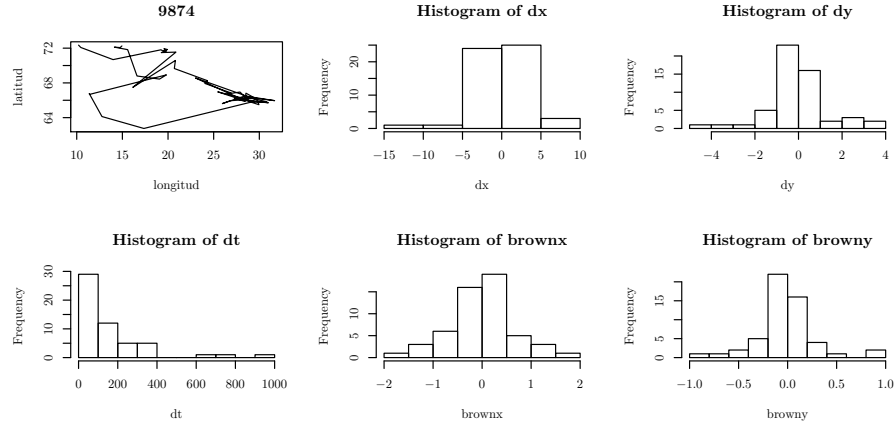 9874
latitud
64 68 72
10 15 20 25 30
longitud
Histogram of dx
Frequency
0 5 10 20
−15 −10 −5 0 5 10
dx
Histogram of dy
Frequency
0 5 15
−4 −2 0 2 4
dy
Histogram of dt
Frequency
0 10 20 30
0 200 400 600 800 1000
dt
Histogram of brownx
Frequency
0 5 10
−2 −1 0 1 2
brownx
Histogram of browny
Frequency
0 5 15
−1.0 −0.5 0.0 0.5 1.0
browny